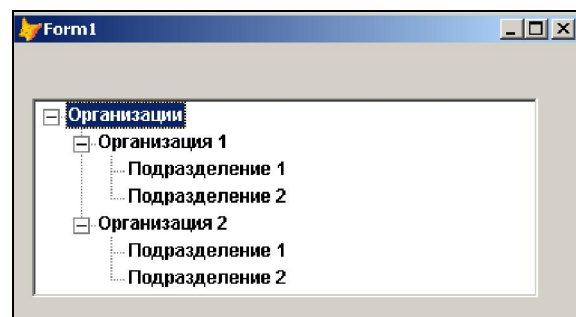 Form1
Организации
Организация 1
Подразделение 1
Подразделение 2
Организация 2
Подразделение 1
Подразделение 2